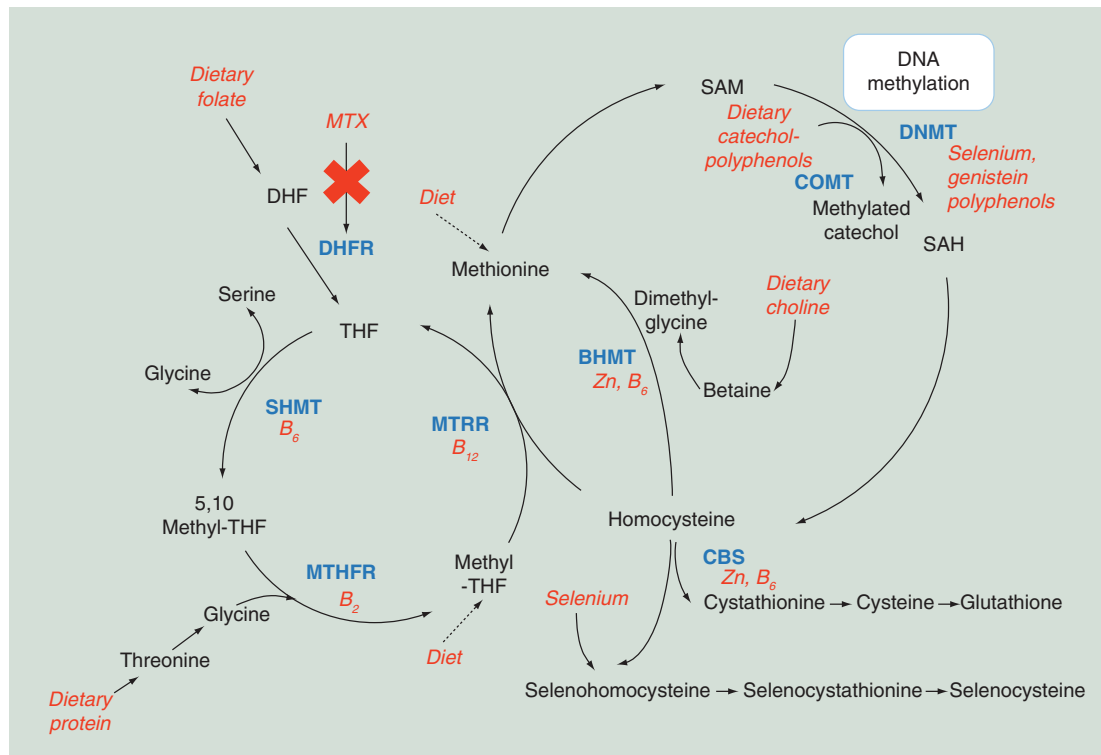 Dietary
folate
MTX
DHF
DHFR
THF
Serine
Glycine
SHMT
B6
5,10
Methyl-THF
MTHFR
B2
Glycine
Threonine
Dietary
protein
Methyl
-THF
Diet
MTRR
B12
Diet
Methionine
SAM
Dietary
catechol-
polyphenols
COMT
Methylated
catechol
DNA
methylation
DNMT
Selenium,
genistein
polyphenols
SAH
Dimethyl-
glycine
Dietary
choline
BHMT
Zn, B6
Betaine
Homocysteine
CBS
Zn, B6
Selenium
Cystathionine
Cysteine
Glutathione
Selenohomocysteine
Selenocystathionine
Selenocysteine